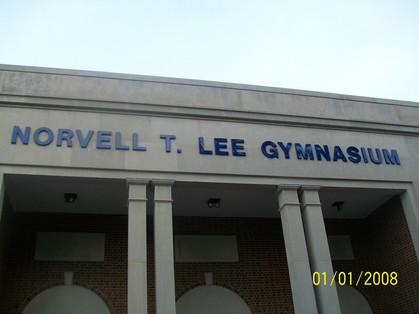 NORVELL T. LEE GYMNASIUM
01/01/2008